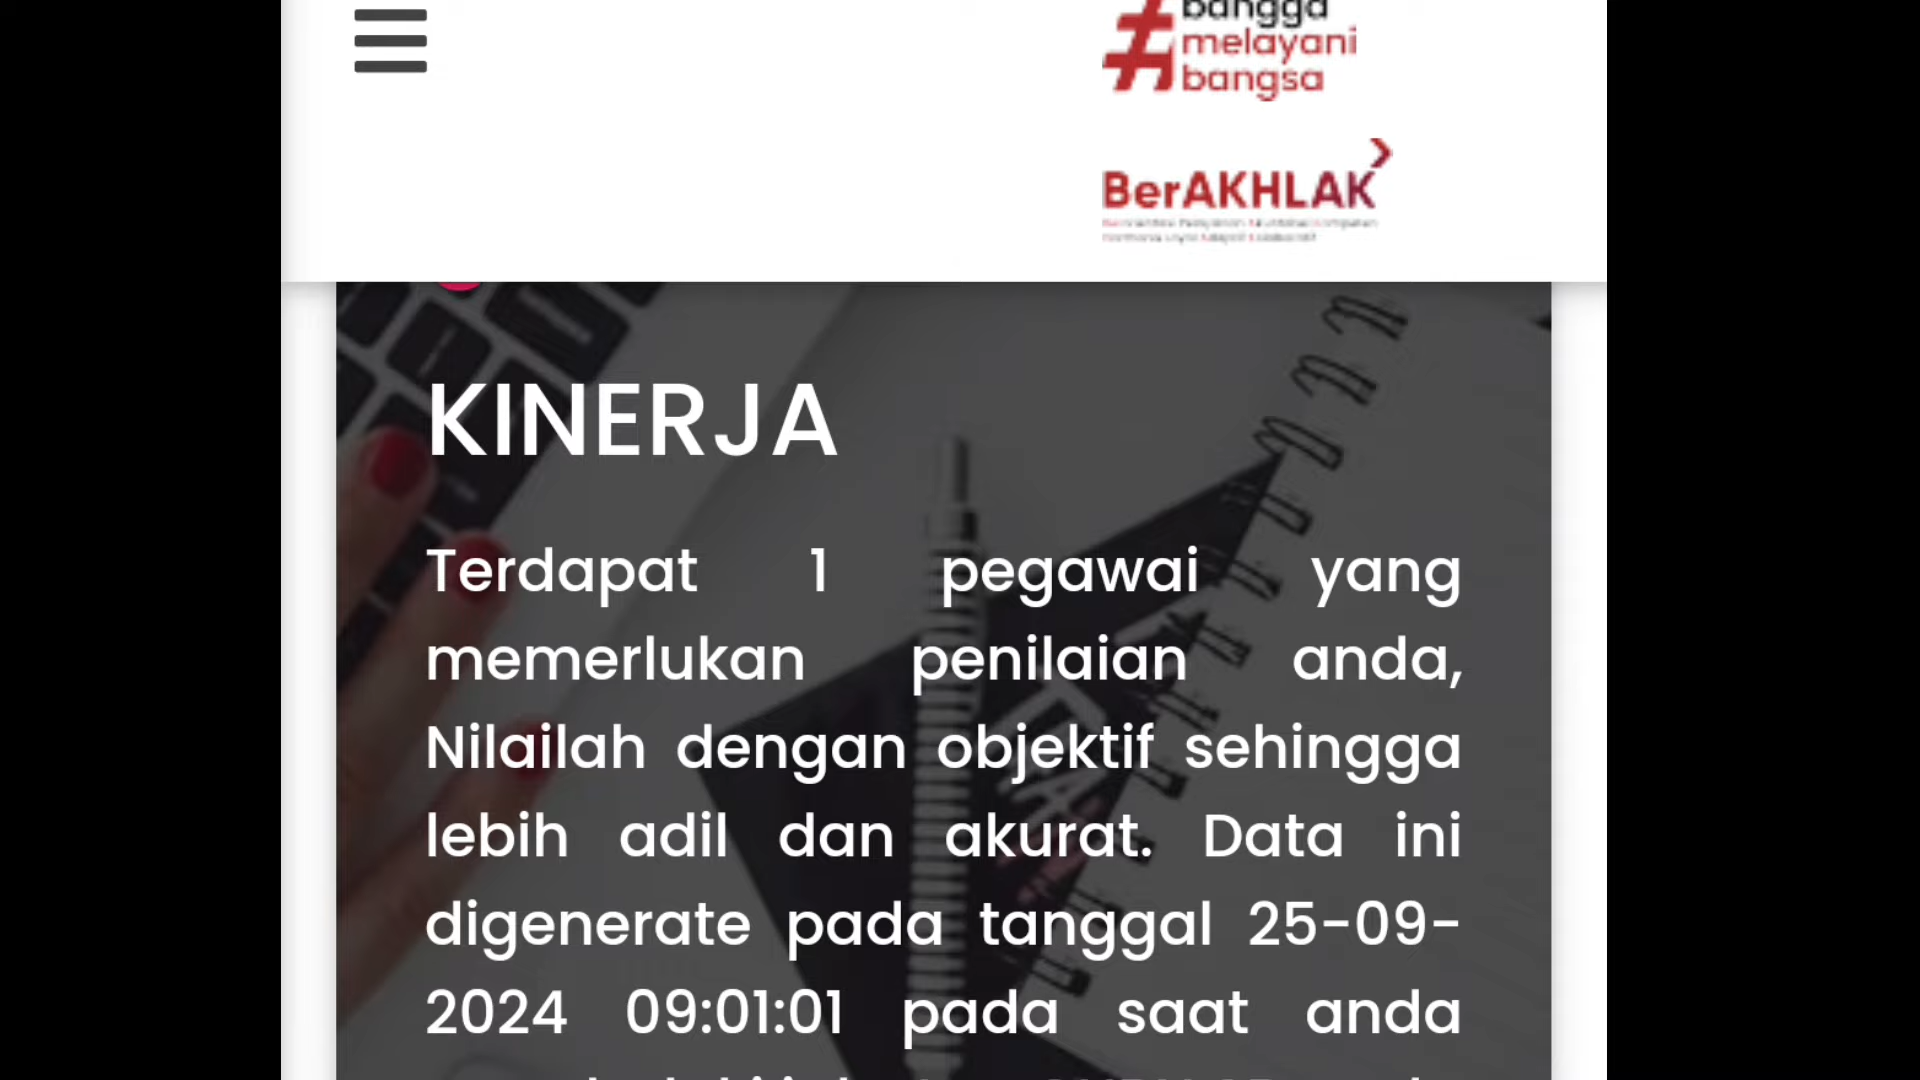 bangga
melayani
bangsa
BerAKHLAK
KINERJA
Terdapat 1 pegawai yang
memerlukan penilaian anda,
Nilailah dengan objektif sehingga
lebih adil dan akurat. Data ini
digenerate pada tanggal 25-09-
2024 09:01:01 pada saat anda